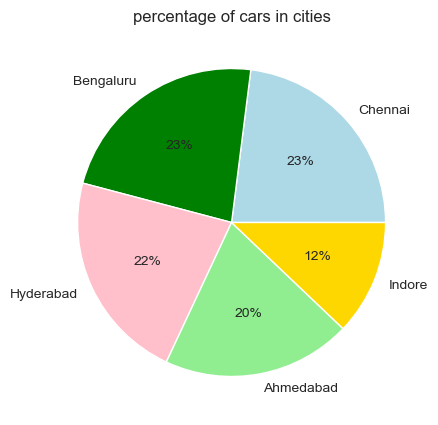 percentage of cars in cities
Bengaluru
Chennai
23%
23%
22%
12%
Hyderabad
Indore
20%
Ahmedabad